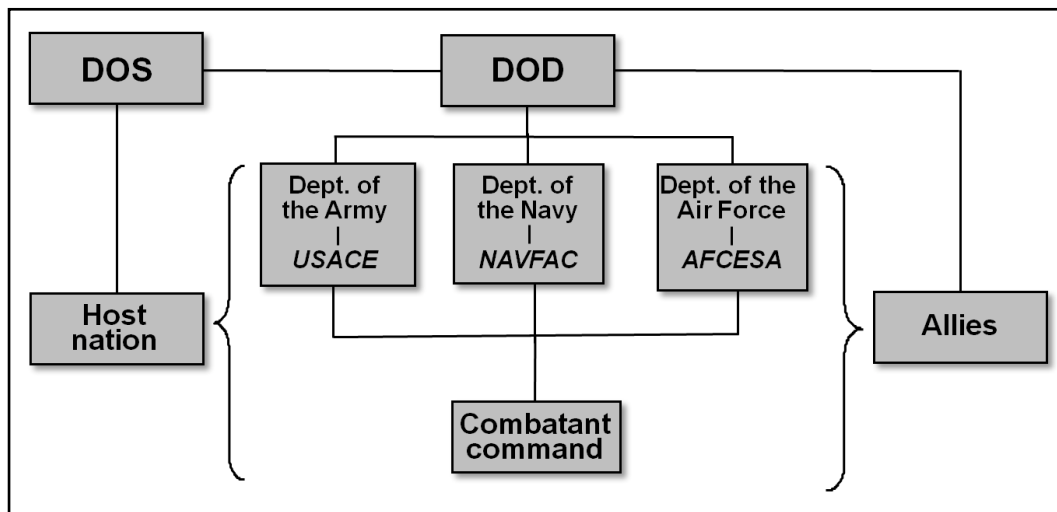 DOS
DOD
Dept. of
the Army
USACE
Dept. of
the Navy
NAVFAC
Dept. of the
Air Force
AFCESA
Host
nation
Allies
Combatant
command